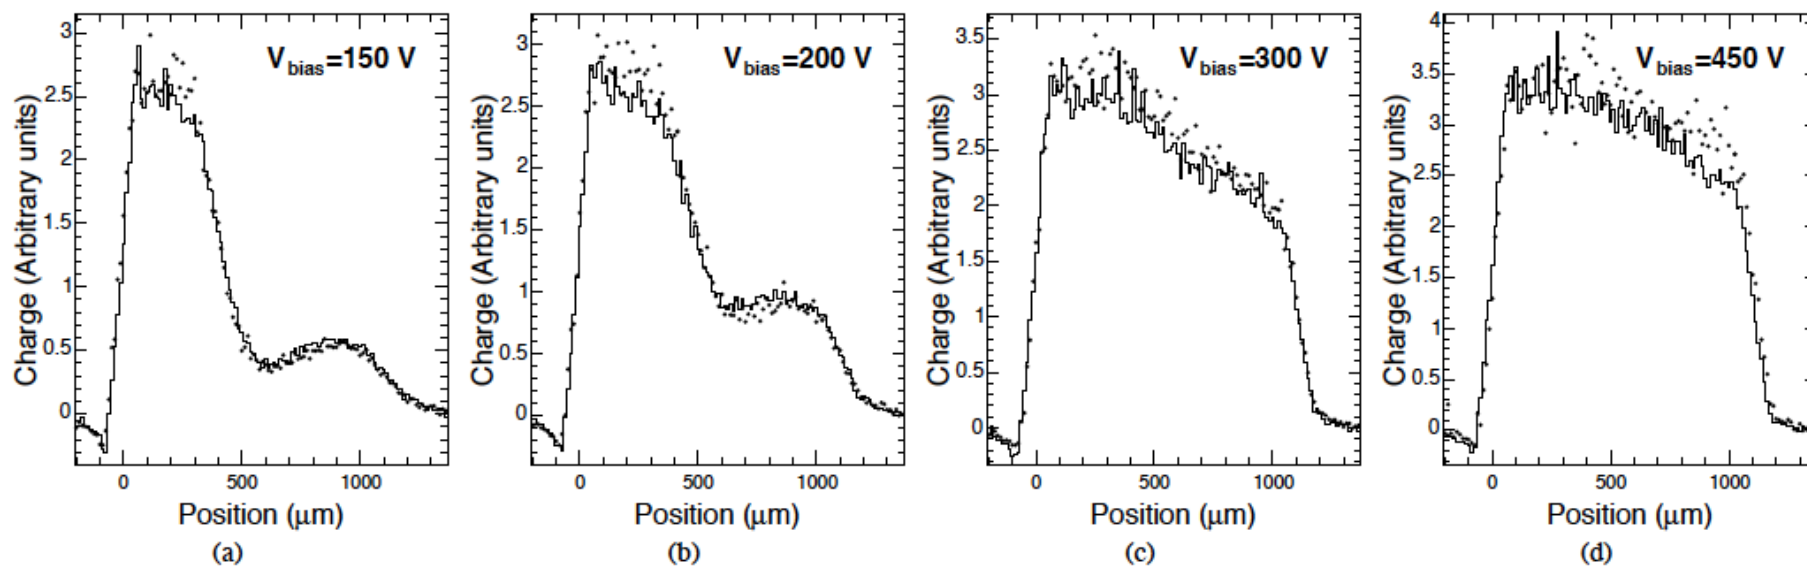 V_bias=150 V
Charge (Arbitrary units)
3
2.5
2
1.5
1
0.5
0
0 500 1000
Position (μm)
(a)
V_bias=200 V
Charge (Arbitrary units)
3
2.5
2
1.5
1
0.5
0
0 500 1000
Position (μm)
(b)
V_bias=300 V
Charge (Arbitrary units)
3.5
3
2.5
2
1.5
1
0.5
0
0 500 1000
Position (μm)
(c)
V_bias=450 V
Charge (Arbitrary units)
4
3.5
3
2.5
2
1.5
1
0.5
0
0 500 1000
Position (μm)
(d)